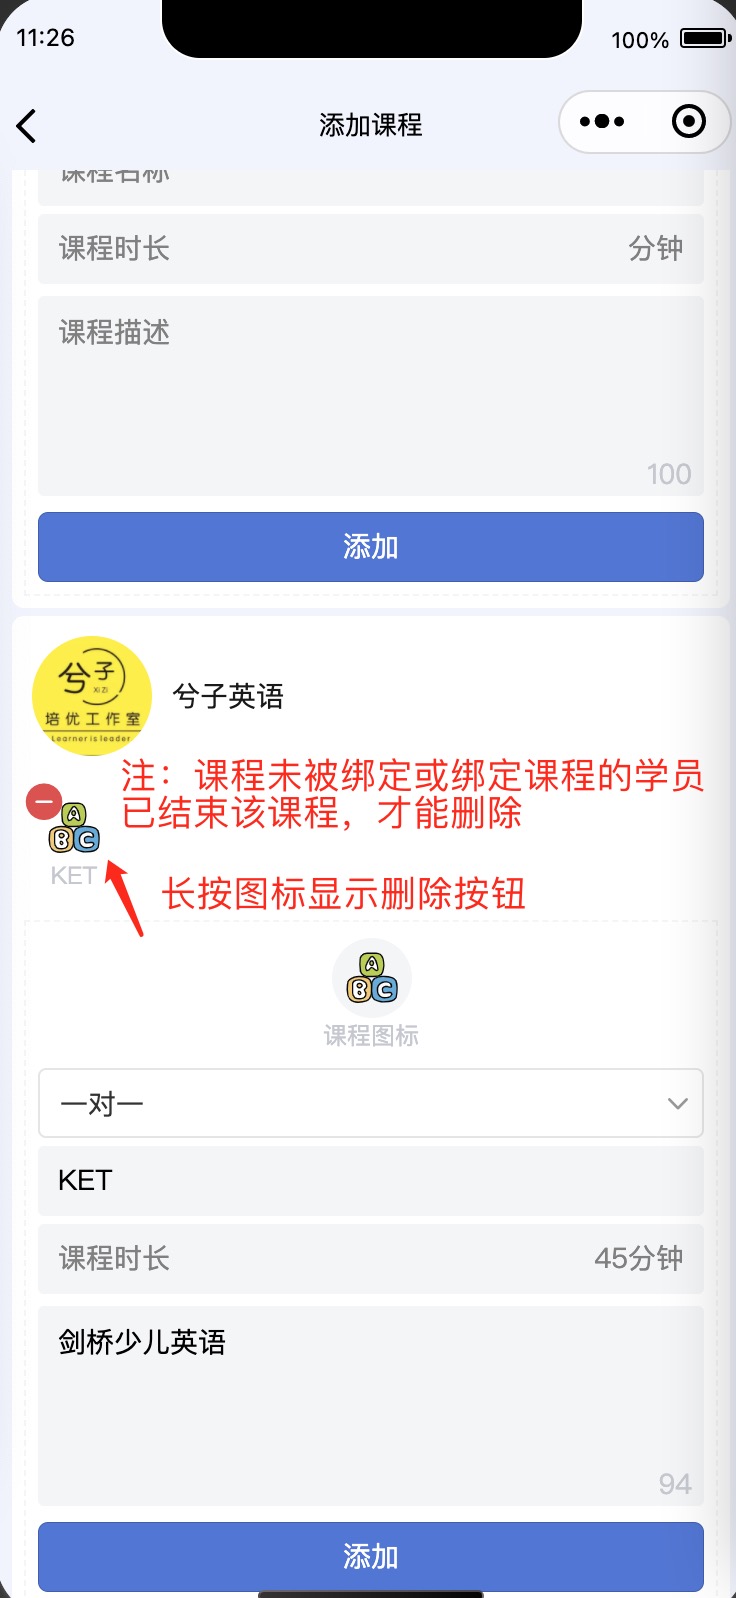 11:26
100%
添加课程
课程名称
课程时长
分钟
课程描述
100
添加
兮子
XIZI
培优工作室
Learner is leader
兮子英语
注：课程未被绑定或绑定课程的学员
已结束该课程，才能删除
A
B C
KET
长按图标显示删除按钮
A
B C
课程图标
一对一
KET
课程时长
45分钟
剑桥少儿英语
94
添加